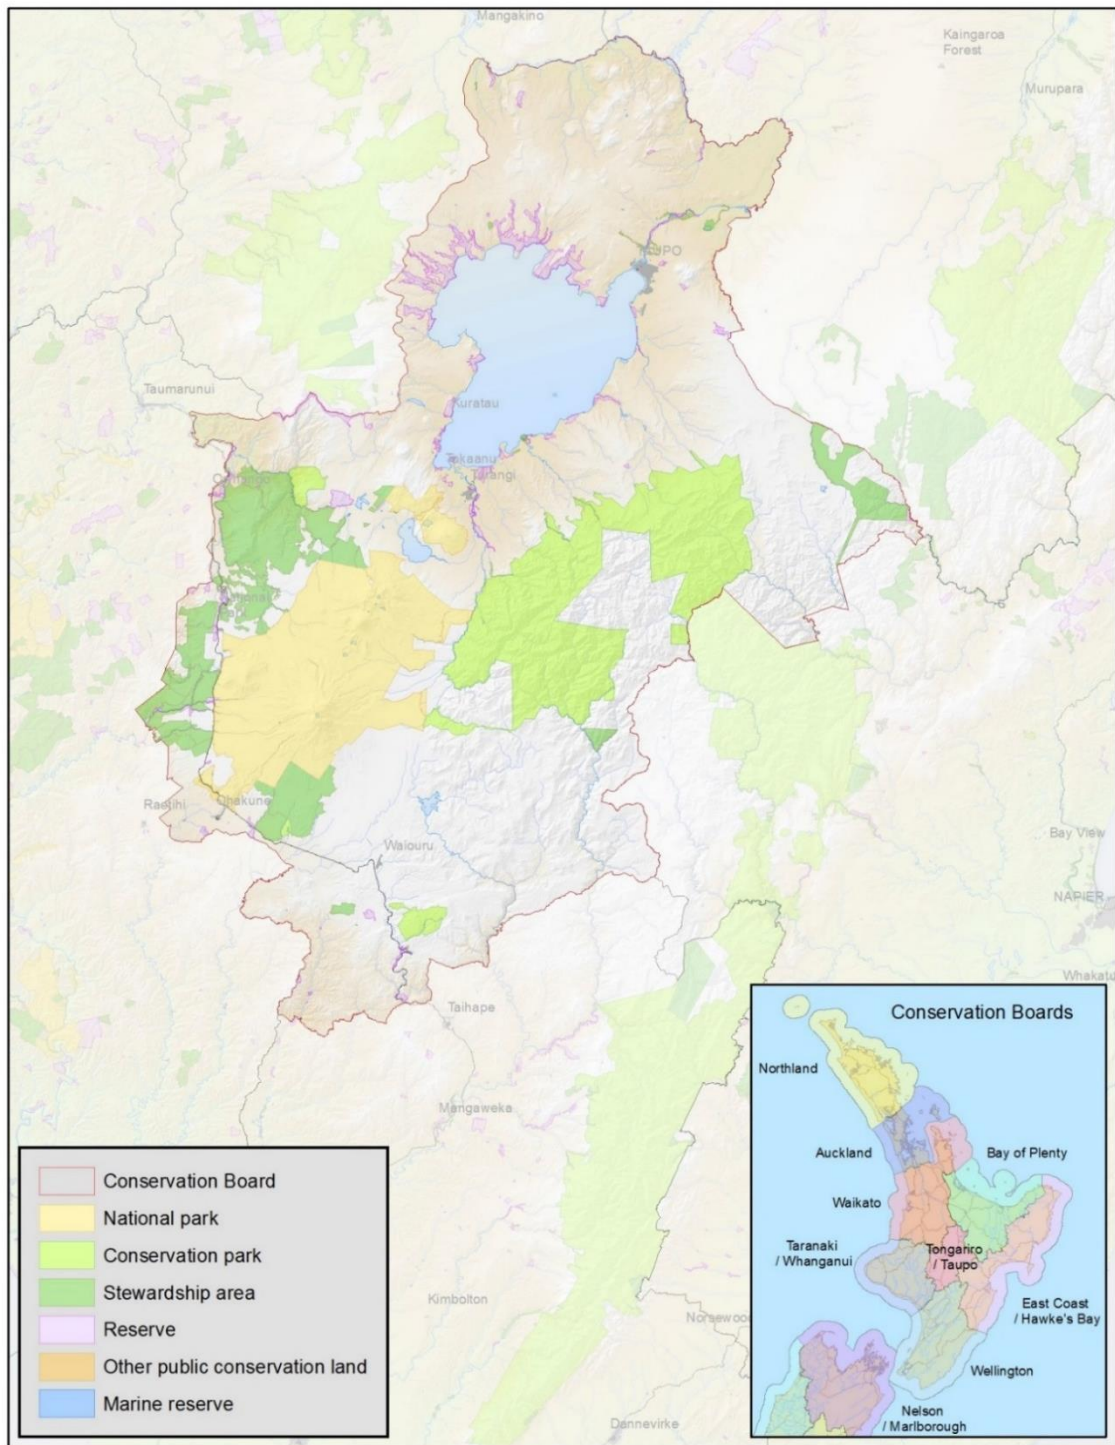 Mangakino
Kaingaroa
Forest
Murupara
Taumarunui
Kuratau
Tokaanu
Turangi
Raetihi
Ohakune
Waiouru
Bay View
NAPIER
Taihape
Mangaweka
Kimbolton
Dannevirke
Conservation Board
National park
Conservation park
Stewardship area
Reserve
Other public conservation land
Marine reserve
Conservation Boards
Northland
Auckland
Bay of Plenty
Waikato
Taranaki
/ Whanganui
Tongariro
/ Taupo
East Coast
/ Hawke's Bay
Wellington
Nelson
/ Marlborough